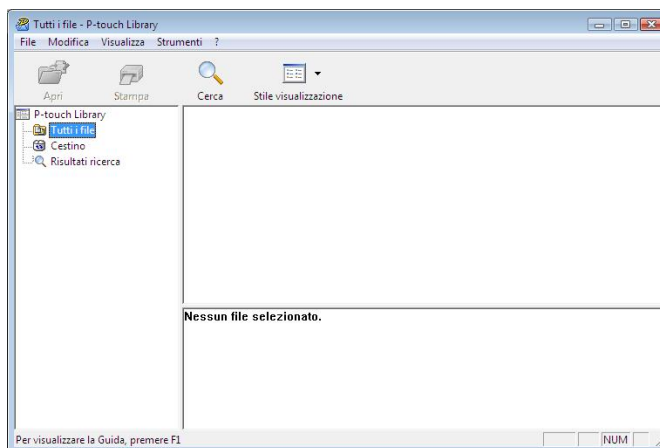 Tutti i file - P-touch Library
File Modifica Visualizza Strumenti ?
Apri Stampa Cerca Stile visualizzazione
P-touch Library
Tutti i file
Cestino
Risultati ricerca
Nessun file selezionato.
Per visualizzare la Guida, premere F1 NUM